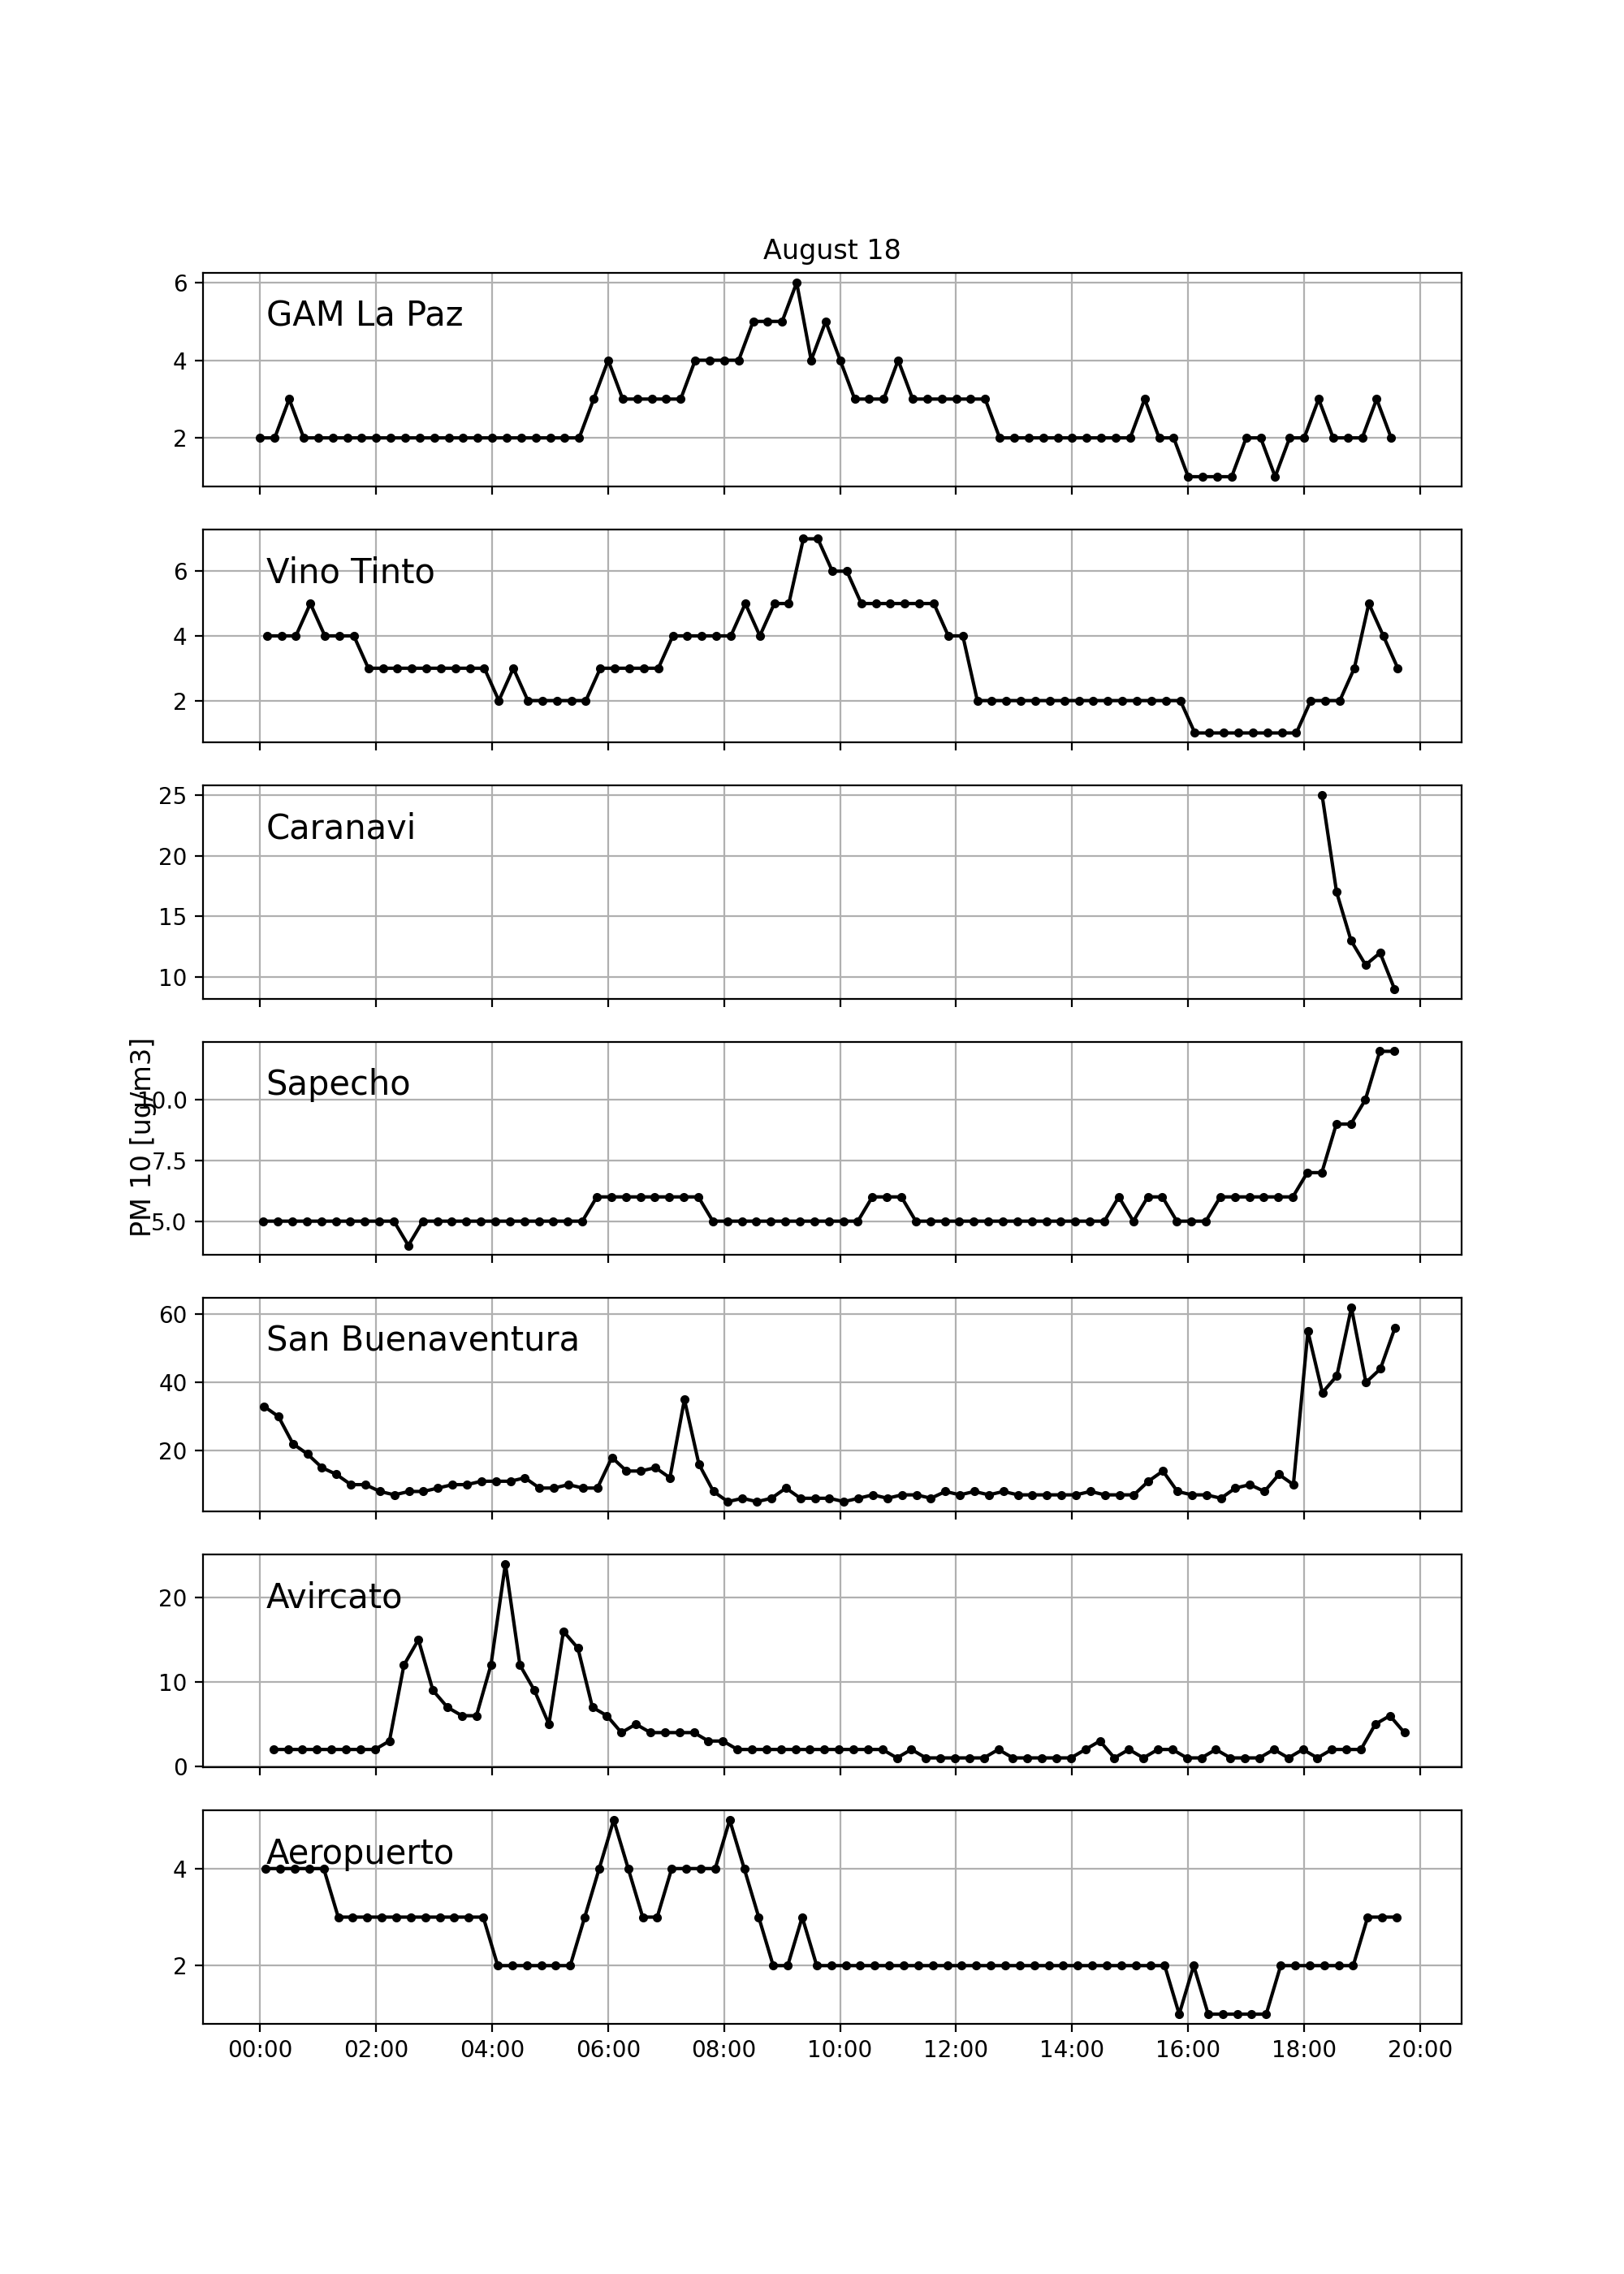 August 18
6
GAM La Paz
4
2
Vino Tinto
6
4
2
25
Caranavi
20
15
10
PM 10 [ug/m3]
Sapecho
10.0
7.5
5.0
60
San Buenaventura
40
20
Avircato
20
10
0
Aeropuerto
4
2
00:00 02:00 04:00 06:00 08:00 10:00 12:00 14:00 16:00 18:00 20:00